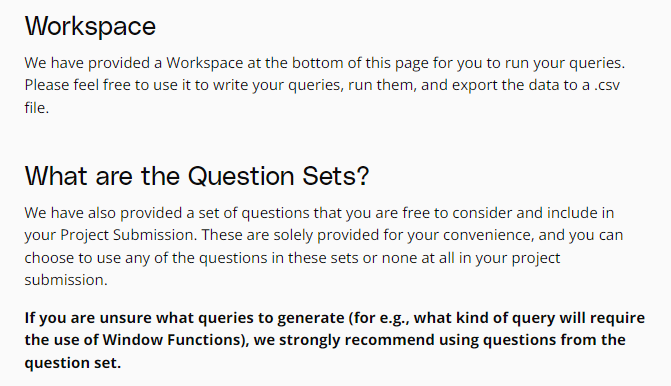 Workspace
We have provided a Workspace at the bottom of this page for you to run your queries.
Please feel free to use it to write your queries, run them, and export the data to a .csv
file.
What are the Question Sets?
We have also provided a set of questions that you are free to consider and include in
your Project Submission. These are solely provided for your convenience, and you can
choose to use any of the questions in these sets or none at all in your project
submission.
If you are unsure what queries to generate (for e.g., what kind of query will require
the use of Window Functions), we strongly recommend using questions from the
question set.